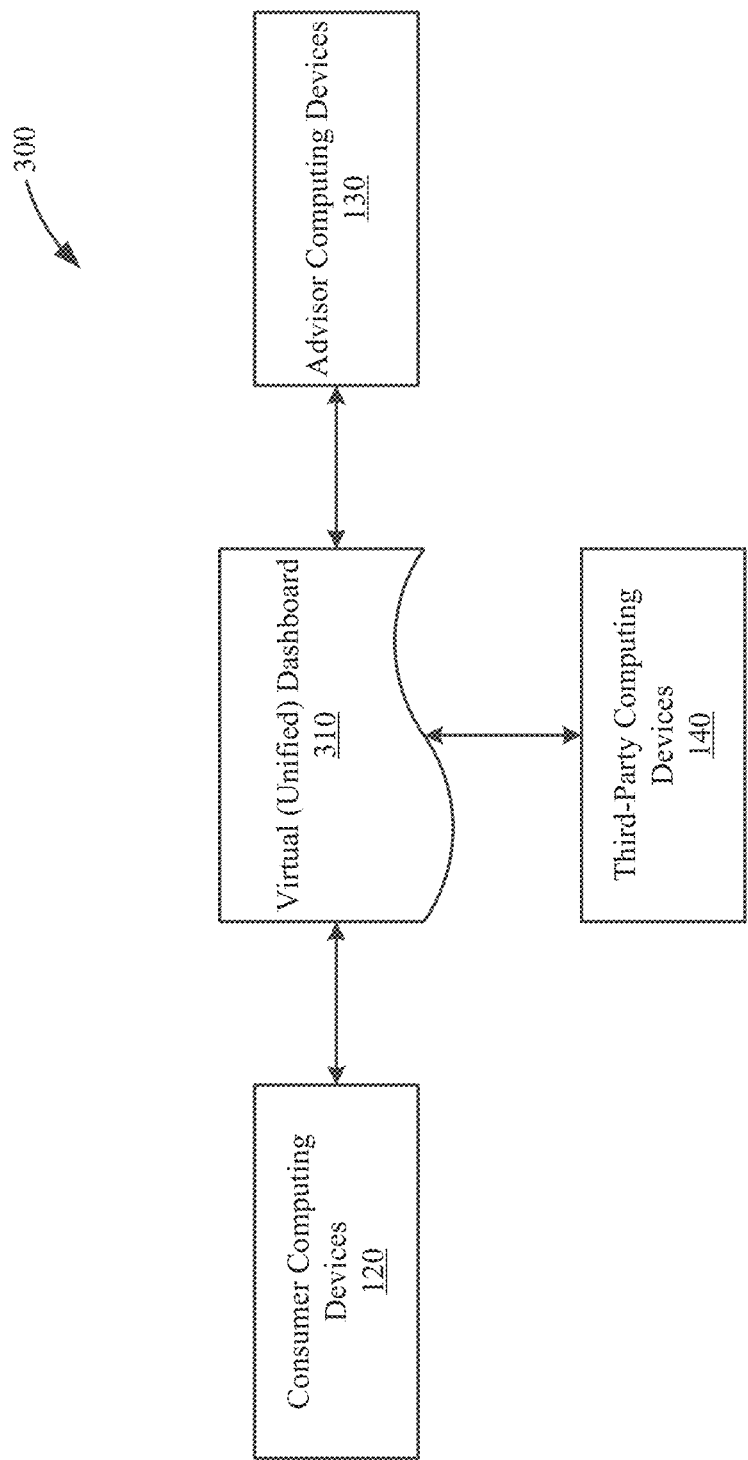 300
Consumer Computing
Devices
120
Virtual (Unified) Dashboard
310
Advisor Computing Devices
130
Third-Party Computing
Devices
140